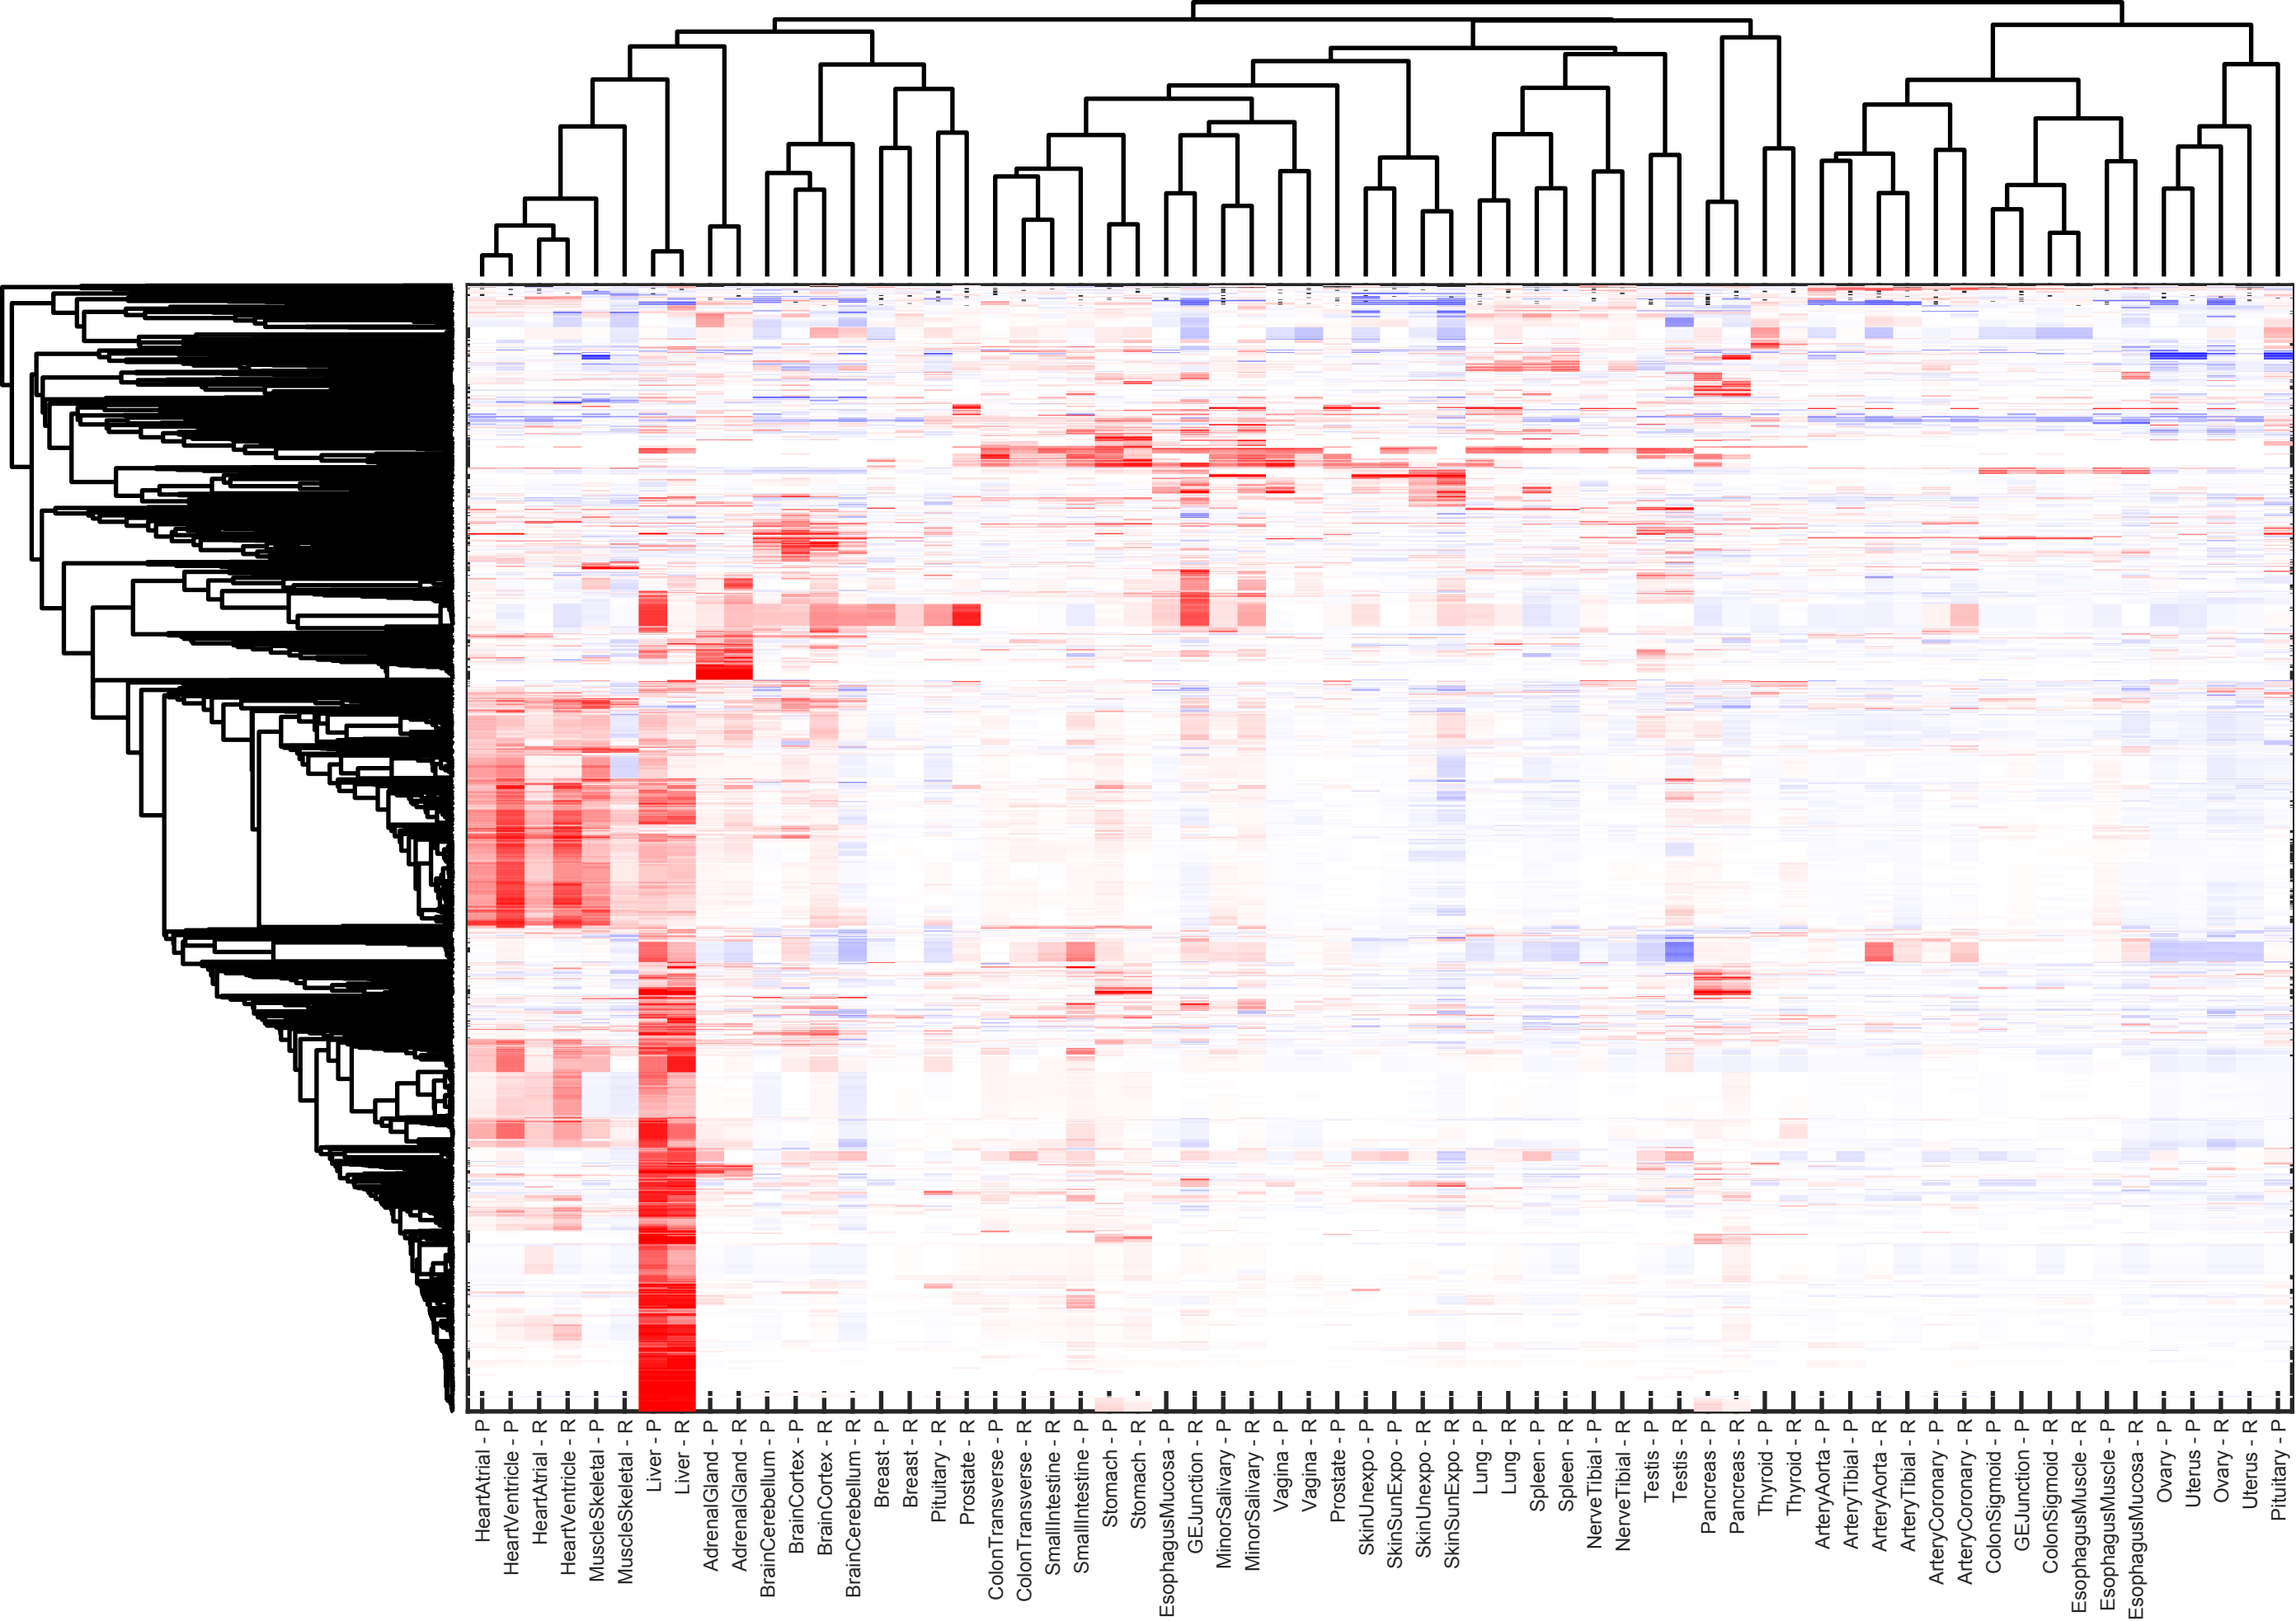 HeartAtrial - P
HeartVentricle - P
HeartAtrial - R
HeartVentricle - R
MuscleSkeletal - P
MuscleSkeletal - R
Liver - P
Liver - R
AdrenalGland - P
AdrenalGland - R
BrainCerebellum - P
BrainCortex - P
BrainCortex - R
BrainCerebellum - R
Breast - P
Breast - R
Pituitary - R
Prostate - R
ColonTransverse - P
ColonTransverse - R
SmallIntestine - R
SmallIntestine - P
Stomach - P
Stomach - R
EsophagusMucosa - P
GEJunction - R
MinorSalivary - P
MinorSalivary - R
Vagina - P
Vagina - R
Prostate - P
SkinUnexpo - P
SkinSunExpo - P
SkinUnexpo - R
SkinSunExpo - R
Lung - P
Lung - R
Spleen - P
Spleen - R
NerveTibial - P
NerveTibial - R
Testis - P
Testis - R
Pancreas - P
Pancreas - R
Thyroid - P
Thyroid - R
ArteryAorta - P
ArteryTibial - P
ArteryAorta - R
ArteryTibial - R
ArteryCoronary - P
ArteryCoronary - R
ColonSigmoid - P
GEJunction - P
ColonSigmoid - R
EsophagusMuscle - R
EsophagusMuscle - P
EsophagusMucosa - R
Ovary - P
Uterus - P
Ovary - R
Uterus - R
Pituitary - P